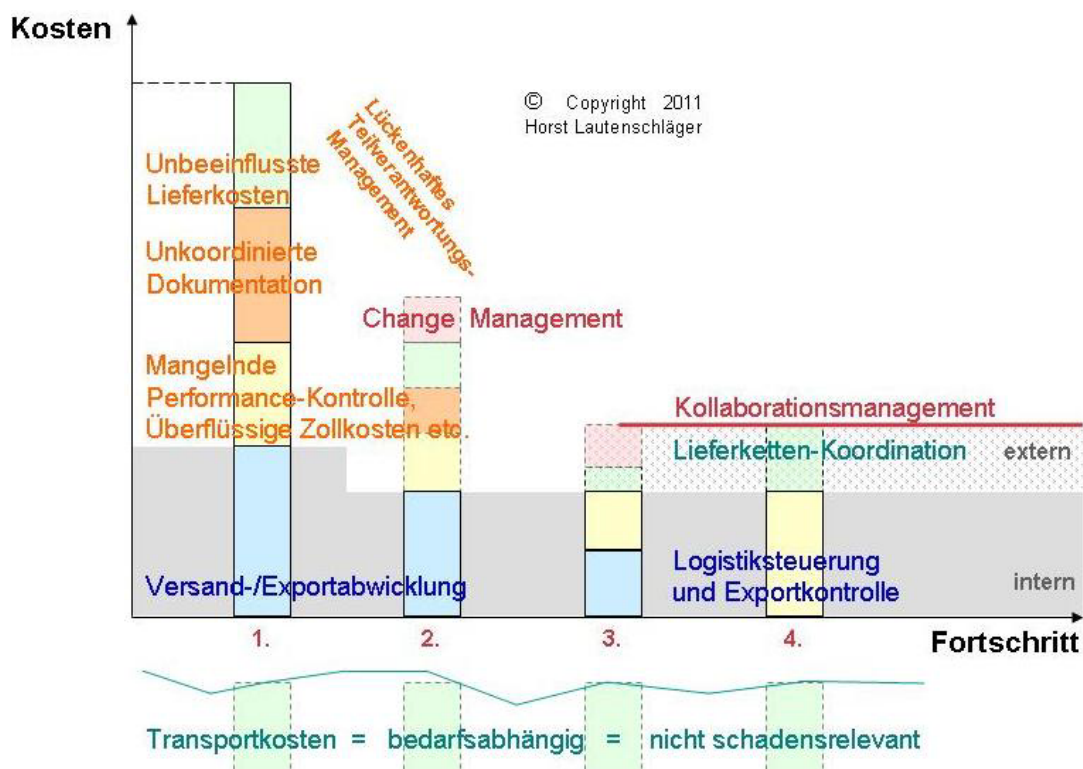 Kosten
© Copyright 2011
Horst Lautenschläger
Lückenhaftes
Teilverantwortungs-
Management
Unbeeinflusste
Lieferkosten
Unkoordinierte
Dokumentation
Change Management
Mangelnde
Performance-Kontrolle,
Überflüssige Zollkosten etc.
Kollaborationsmanagement
Lieferketten-Koordination
extern
Versand-/Exportabwicklung
Logistiksteuerung
und Exportkontrolle
intern
1.
2.
3.
4.
Fortschritt
Transportkosten = bedarfsabhängig = nicht schadensrelevant